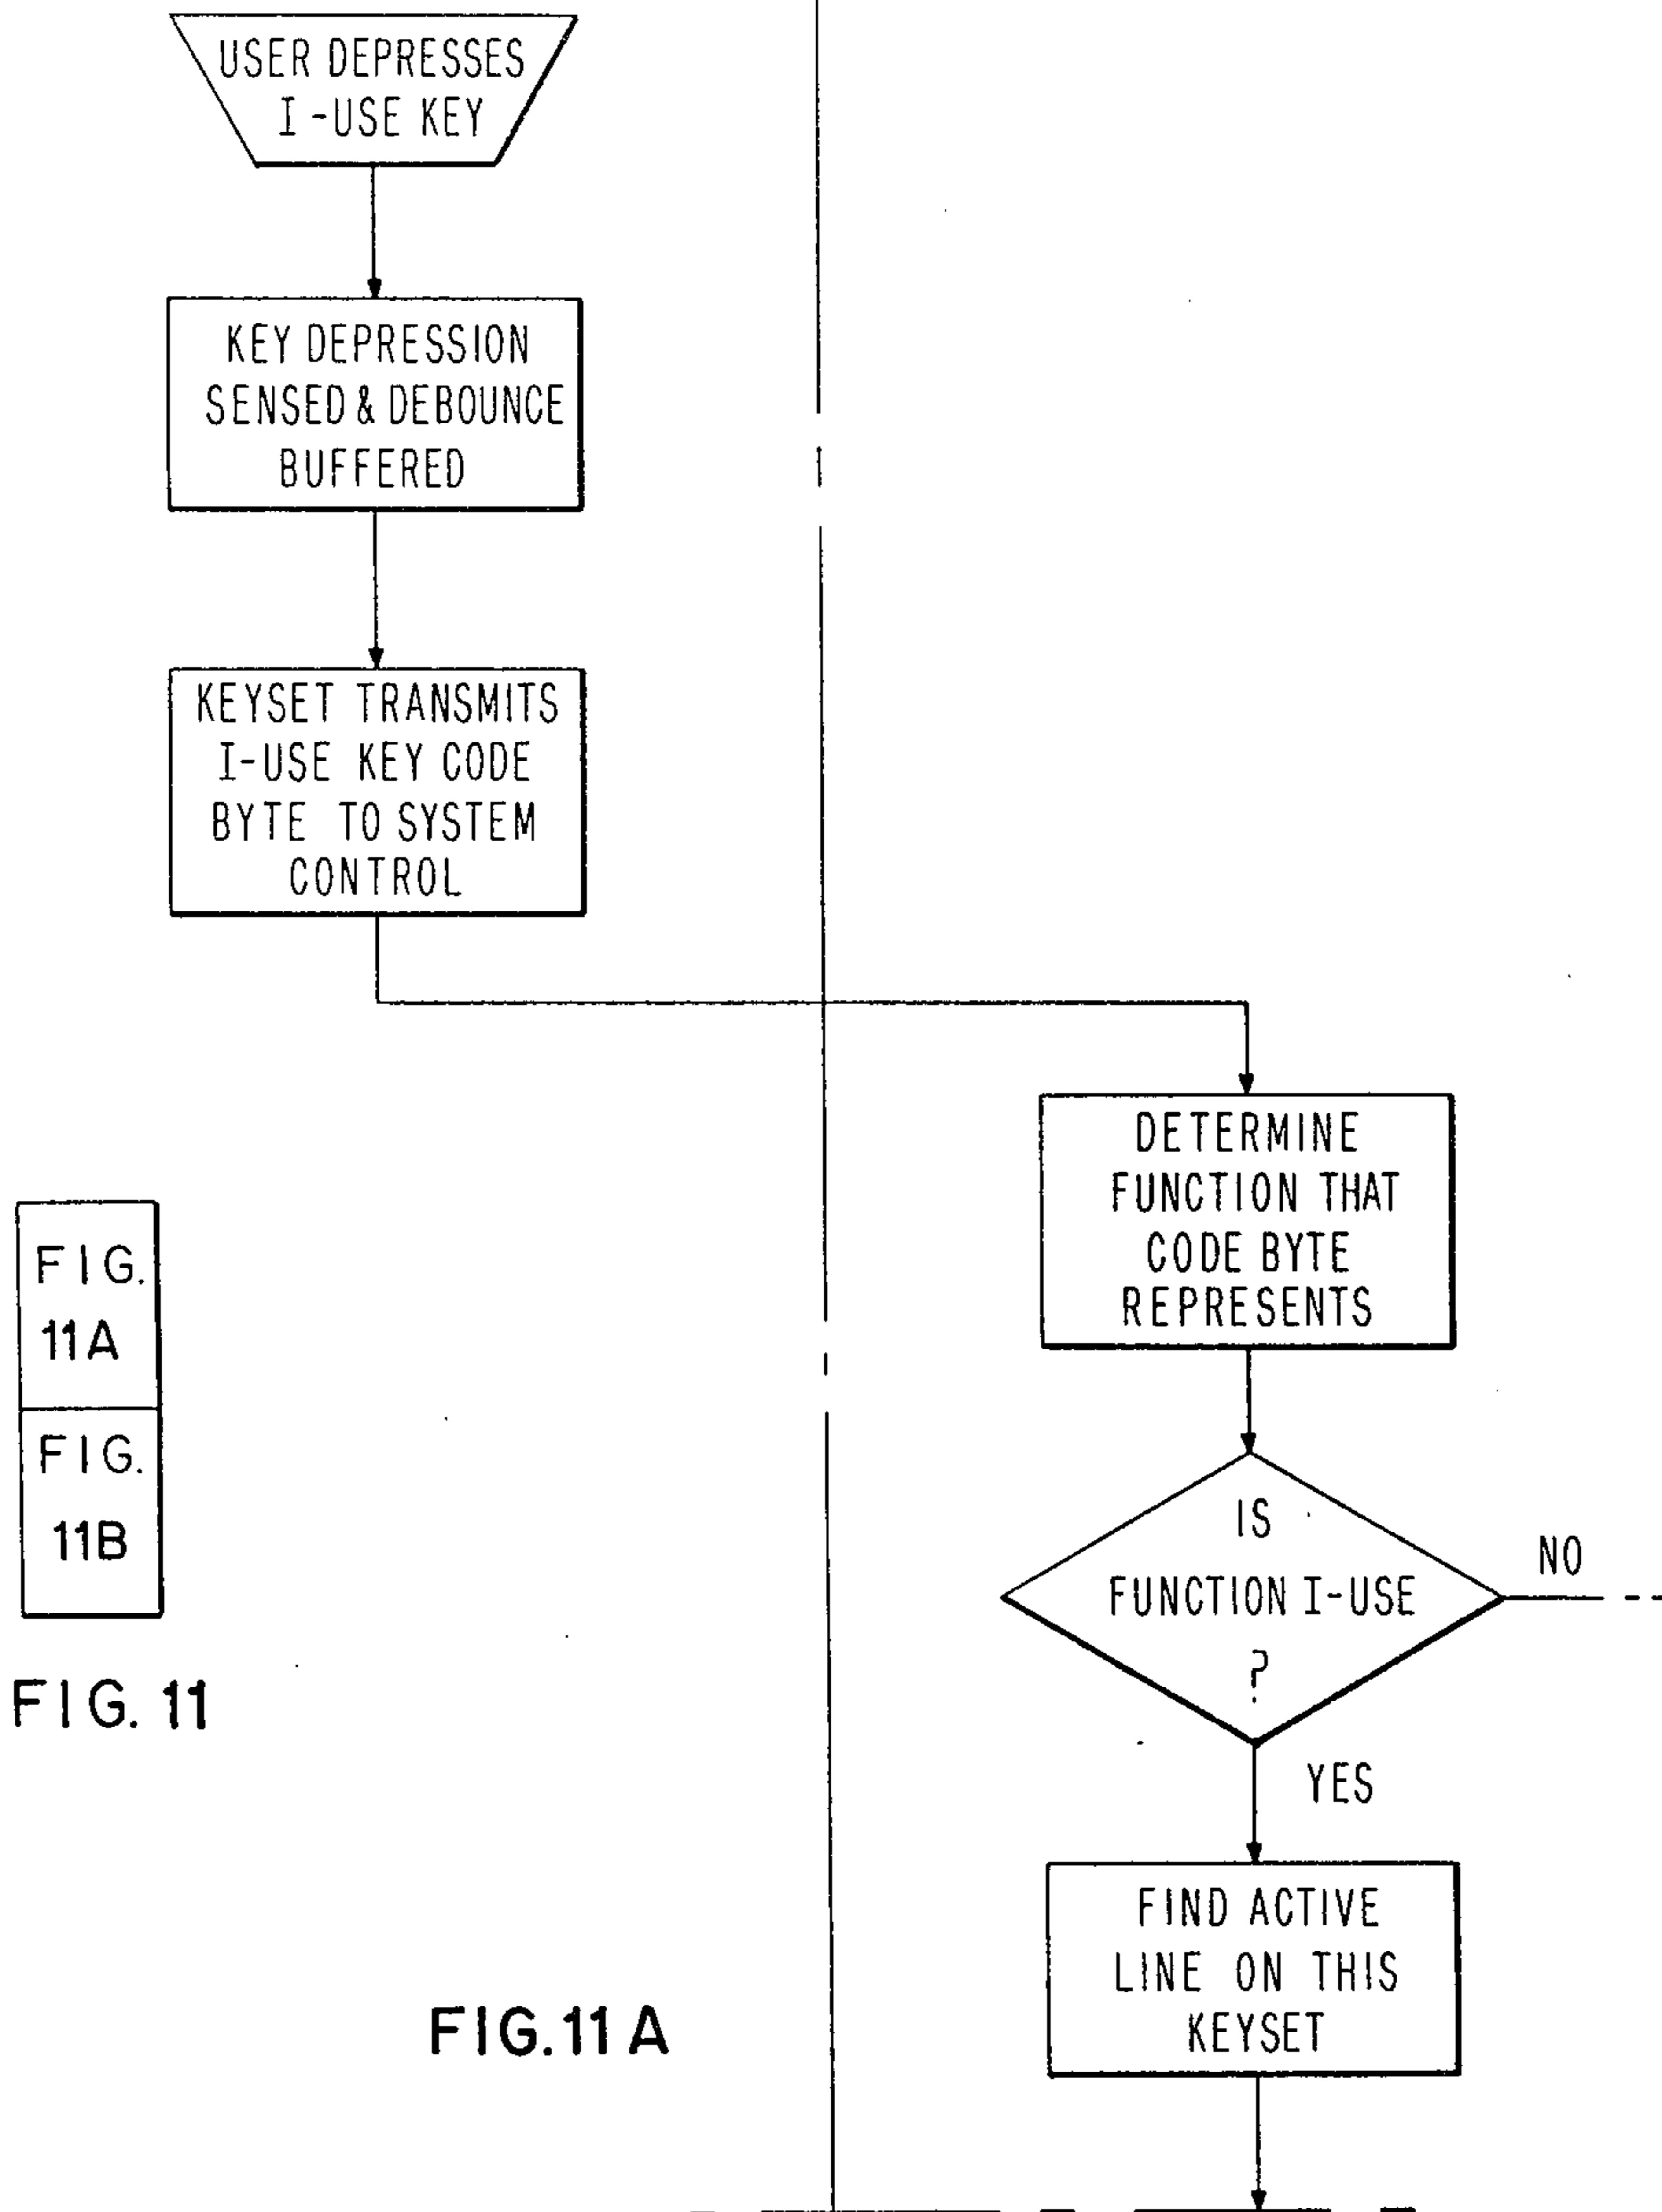 USER DEPRESSES
I-USE KEY
KEY DEPRESSION
SENSED & DEBOUNCE
BUFFERED
KEYSET TRANSMITS
I-USE KEY CODE
BYTE TO SYSTEM
CONTROL
DETERMINE
FUNCTION THAT
CODE BYTE
REPRESENTS
IS
FUNCTION I-USE
?
NO
YES
FIND ACTIVE
LINE ON THIS
KEYSET
FIG.
11A
FIG.
11B
FIG. 11
FIG. 11A